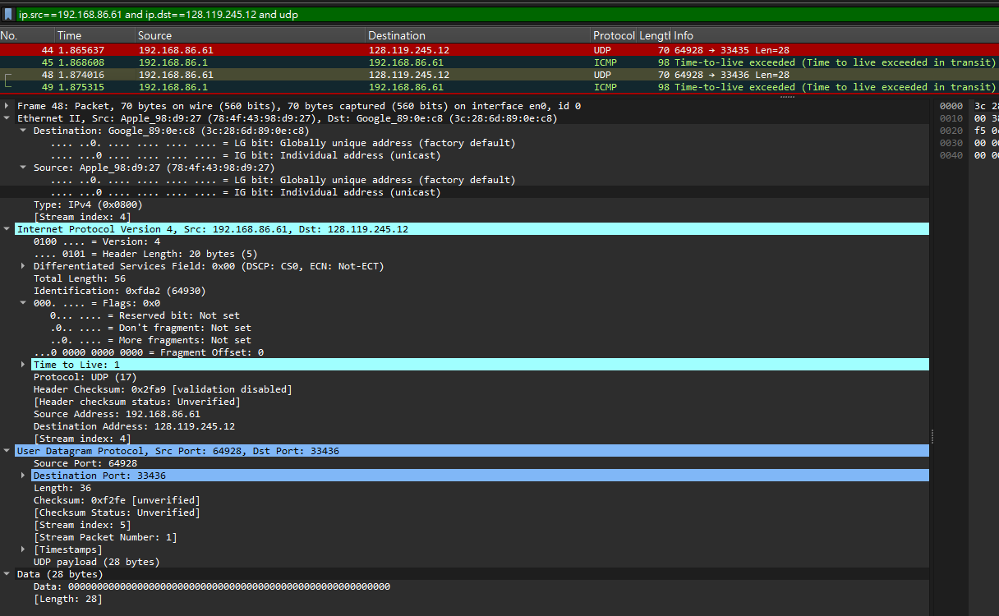 ip.src==192.168.86.61 and ip.dst==128.119.245.12 and udp
No. Time Source Destination Protocol Length Info
44 1.865637 192.168.86.61 128.119.245.12 UDP 70 64928 → 33435 Len=28
45 1.868608 192.168.86.1 192.168.86.61 ICMP 98 Time-to-live exceeded (Time to live exceeded in transit)
48 1.874016 192.168.86.61 128.119.245.12 UDP 70 64928 → 33436 Len=28
49 1.875315 192.168.86.1 192.168.86.61 ICMP 98 Time-to-live exceeded (Time to live exceeded in transit)
Frame 48: Packet, 70 bytes on wire (560 bits), 70 bytes captured (560 bits) on interface en0, id 0
Ethernet II, Src: Apple_98:d9:27 (78:4f:43:98:d9:27), Dst: Google_89:0e:c8 (3c:28:6d:89:0e:c8)
Destination: Google_89:0e:c8 (3c:28:6d:89:0e:c8)
.... ..0. .... .... .... .... = LG bit: Globally unique address (factory default)
.... ...0 .... .... .... .... = IG bit: Individual address (unicast)
Source: Apple_98:d9:27 (78:4f:43:98:d9:27)
.... ..0. .... .... .... .... = LG bit: Globally unique address (factory default)
.... ...0 .... .... .... .... = IG bit: Individual address (unicast)
Type: IPv4 (0x0800)
[Stream index: 4]
Internet Protocol Version 4, Src: 192.168.86.61, Dst: 128.119.245.12
0100 .... = Version: 4
.... 0101 = Header Length: 20 bytes (5)
Differentiated Services Field: 0x00 (DSCP: CS0, ECN: Not-ECT)
Total Length: 56
Identification: 0xfda2 (64930)
000. .... = Flags: 0x0
0... .... = Reserved bit: Not set
.0.. .... = Don't fragment: Not set
..0. .... = More fragments: Not set
...0 0000 0000 0000 = Fragment Offset: 0
Time to Live: 1
Protocol: UDP (17)
Header Checksum: 0x2fa9 [validation disabled]
[Header checksum status: Unverified]
Source Address: 192.168.86.61
Destination Address: 128.119.245.12
[Stream index: 4]
User Datagram Protocol, Src Port: 64928, Dst Port: 33436
Source Port: 64928
Destination Port: 33436
Length: 36
Checksum: 0xf2fe [unverified]
[Checksum Status: Unverified]
[Stream index: 5]
[Stream Packet Number: 1]
[Timestamps]
UDP payload (28 bytes)
Data (28 bytes)
Data: 00000000000000000000000000000000000000000000000000000000
[Length: 28]
0000 3c
0010 00
0020 f5
0030 00
0040 00